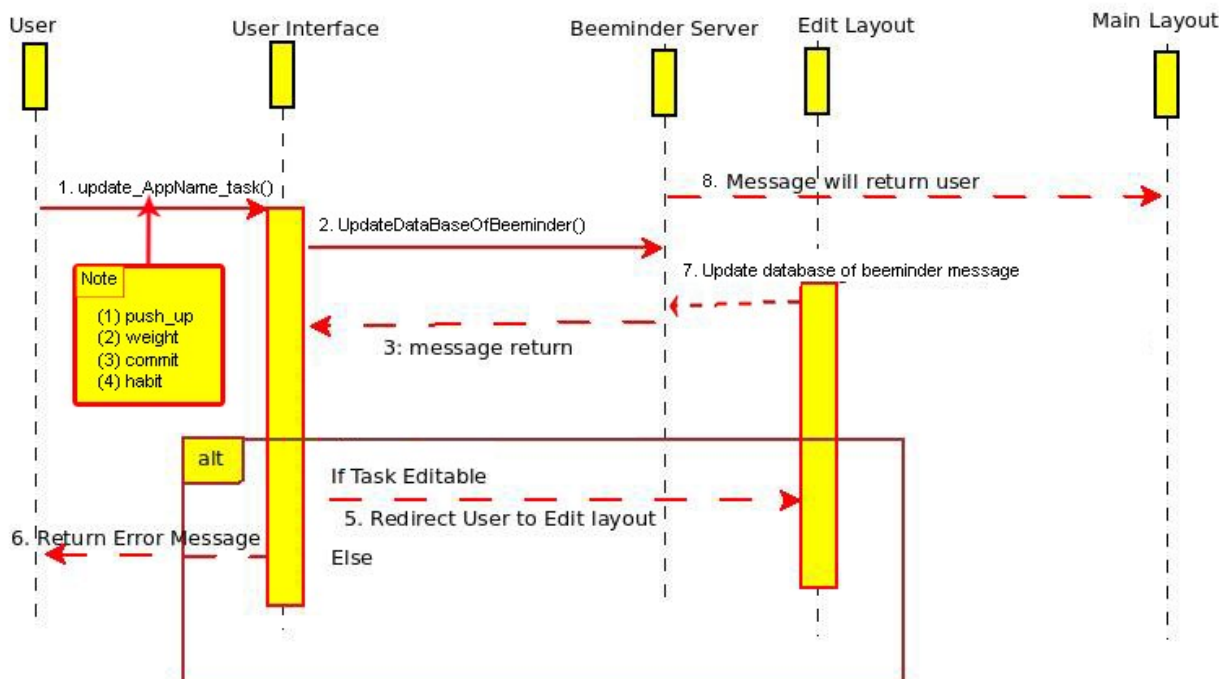 User
User Interface
Beeminder Server
Edit Layout
Main Layout
1. update_AppName_task()
8. Message will return user
2. UpdateDataBaseOfBeeminder()
7. Update database of beeminder message
Note
(1) push_up
(2) weight
(3) commit
(4) habit
3: message return
alt
If Task Editable
5. Redirect User to Edit layout
6. Return Error Message
Else